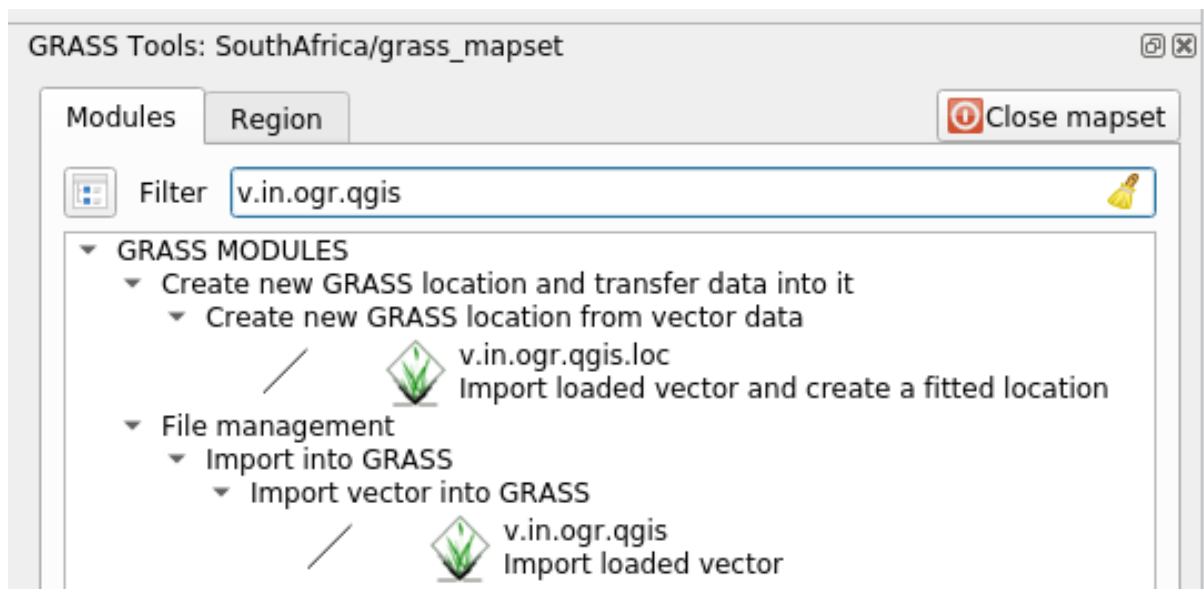 GRASS Tools: SouthAfrica/grass_mapset
Modules
Region
Close mapset
Filter
v.in.ogr.qgis
GRASS MODULES
Create new GRASS location and transfer data into it
Create new GRASS location from vector data
v.in.ogr.qgis.loc
Import loaded vector and create a fitted location
File management
Import into GRASS
Import vector into GRASS
v.in.ogr.qgis
Import loaded vector